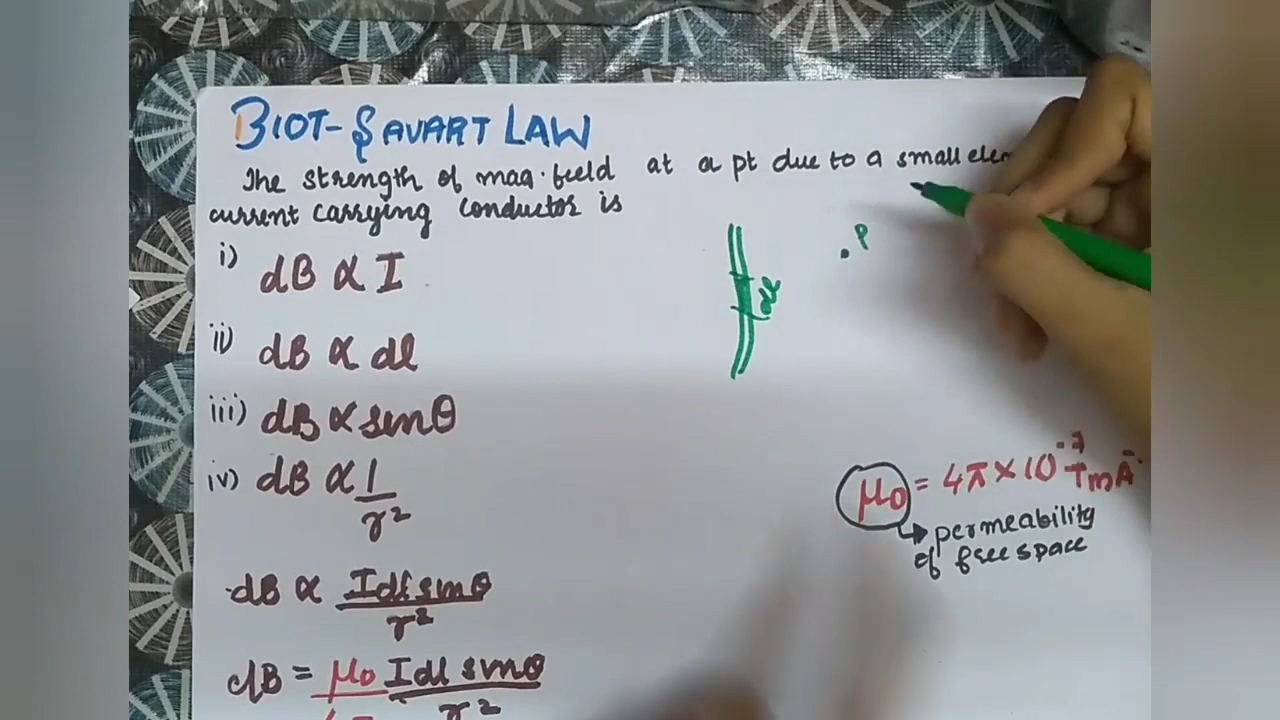 BIOT-SAVART LAW
The strength of mag. field at a pt due to a small
current carrying conductor is
i) dB ∝ I
ii) dB ∝ dl
iii) dB ∝ sinθ
iv) dB ∝ 1/r²
dB ∝ Idl sinθ/r²
dB = μ₀ Idl sinθ/r²
.P
dl
μ₀ = 4π×10⁻⁷ TmA⁻
permeability
of free space